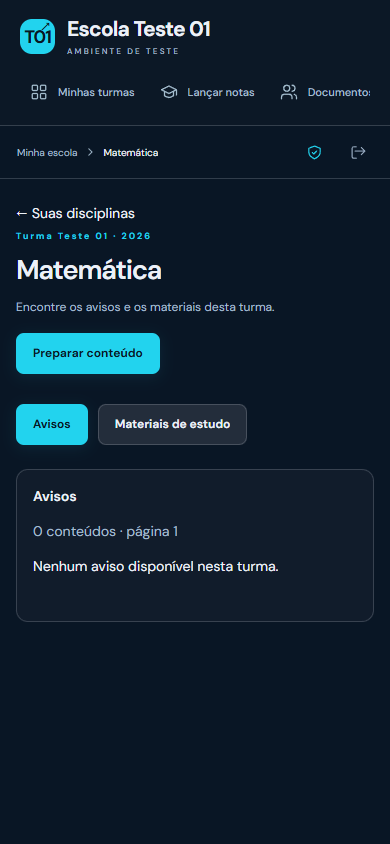 TO1
Escola Teste 01
AMBIENTE DE TESTE
Minhas turmas
Lançar notas
Documentos
Minha escola
Matemática
← Suas disciplinas
Turma Teste 01 · 2026
Matemática
Encontre os avisos e os materiais desta turma.
Preparar conteúdo
Avisos
Materiais de estudo
Avisos
0 conteúdos · página 1
Nenhum aviso disponível nesta turma.